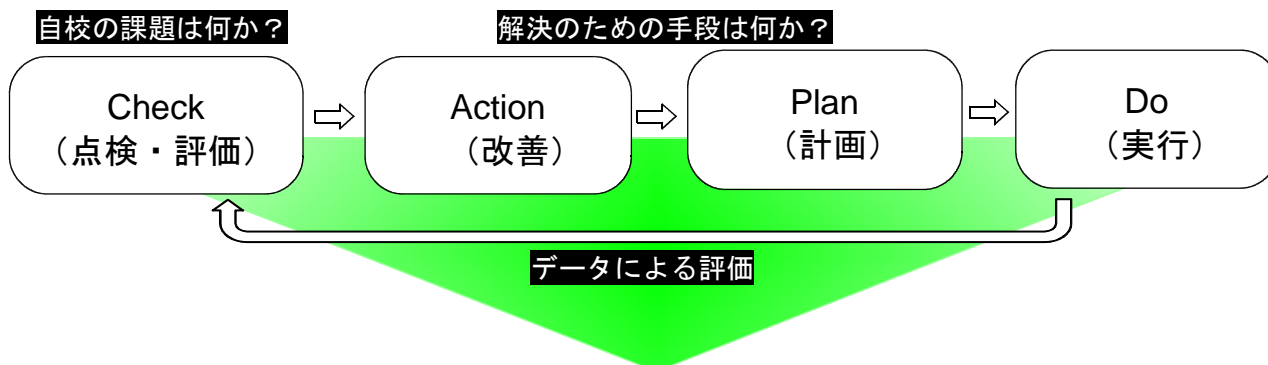 自校の課題は何か？
解決のための手段は何か？
Check
（点検・評価）
Action
（改善）
Plan
（計画）
Do
（実行）
データによる評価